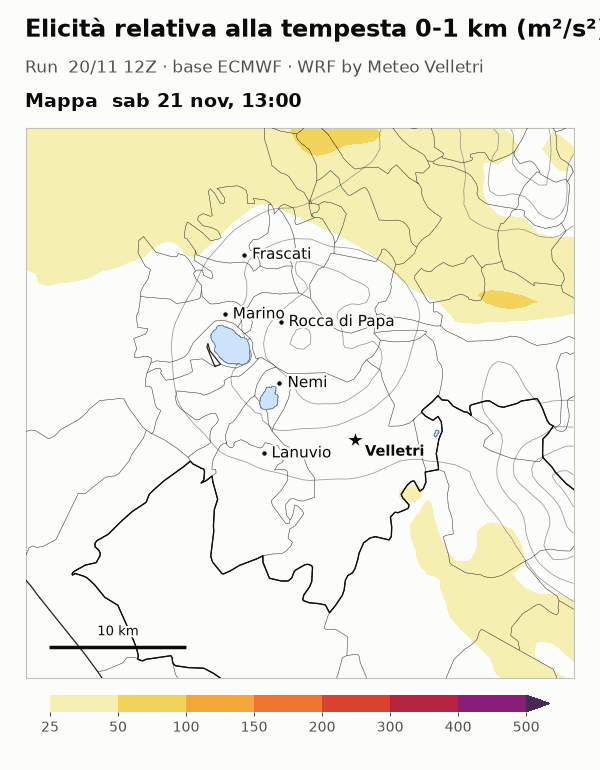 Elicità relativa alla tempesta 0-1 km (m²/s²)
Run  20/11 12Z · base ECMWF · WRF by Meteo Velletri
Mappa  sab 21 nov, 13:00
Frascati
Marino
Rocca di Papa
Nemi
Velletri
Lanuvio
10 km
25 50 100 150 200 300 400 500